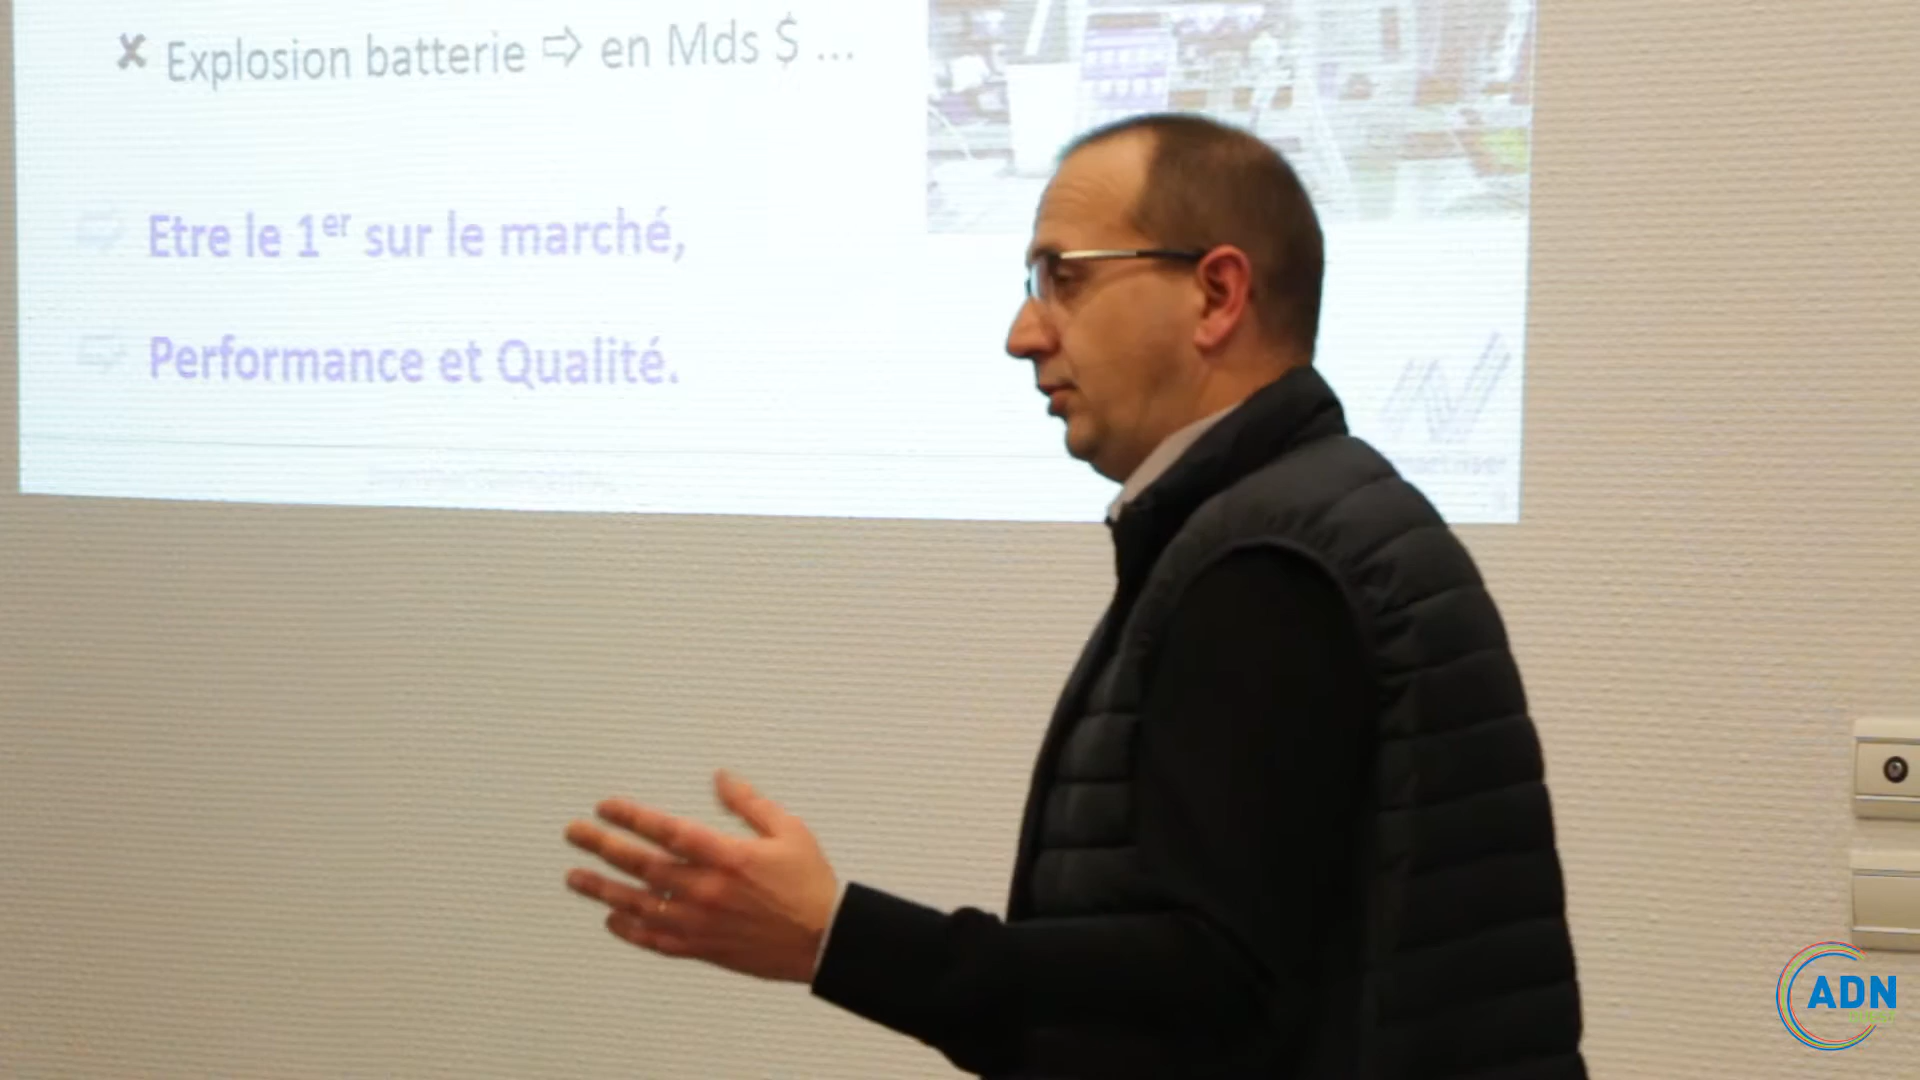 Explosion batterie ⇨ en Mds $ ...
Etre le 1er sur le marché,
Performance et Qualité.
ADN